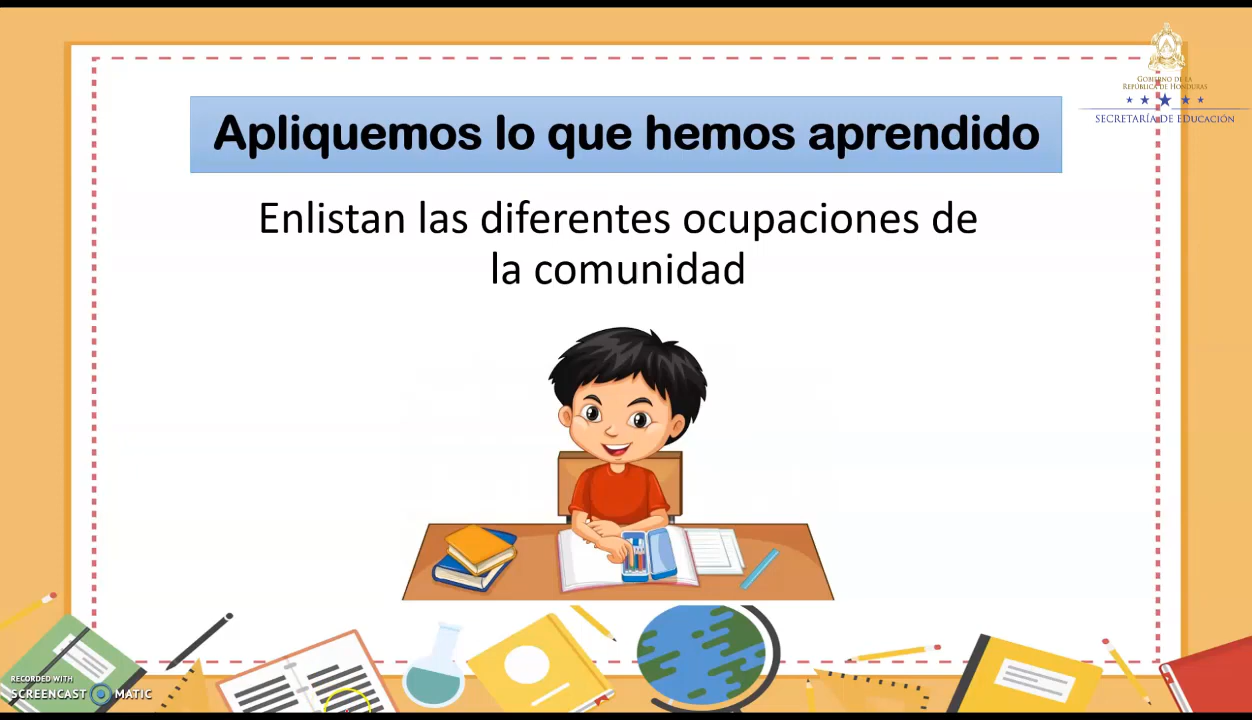 GOBIERNO DE LA
REPÚBLICA DE HONDURAS
SECRETARÍA DE EDUCACIÓN
Apliquemos lo que hemos aprendido
Enlistan las diferentes ocupaciones de
la comunidad
RECORDED WITH
SCREENCAST MATIC